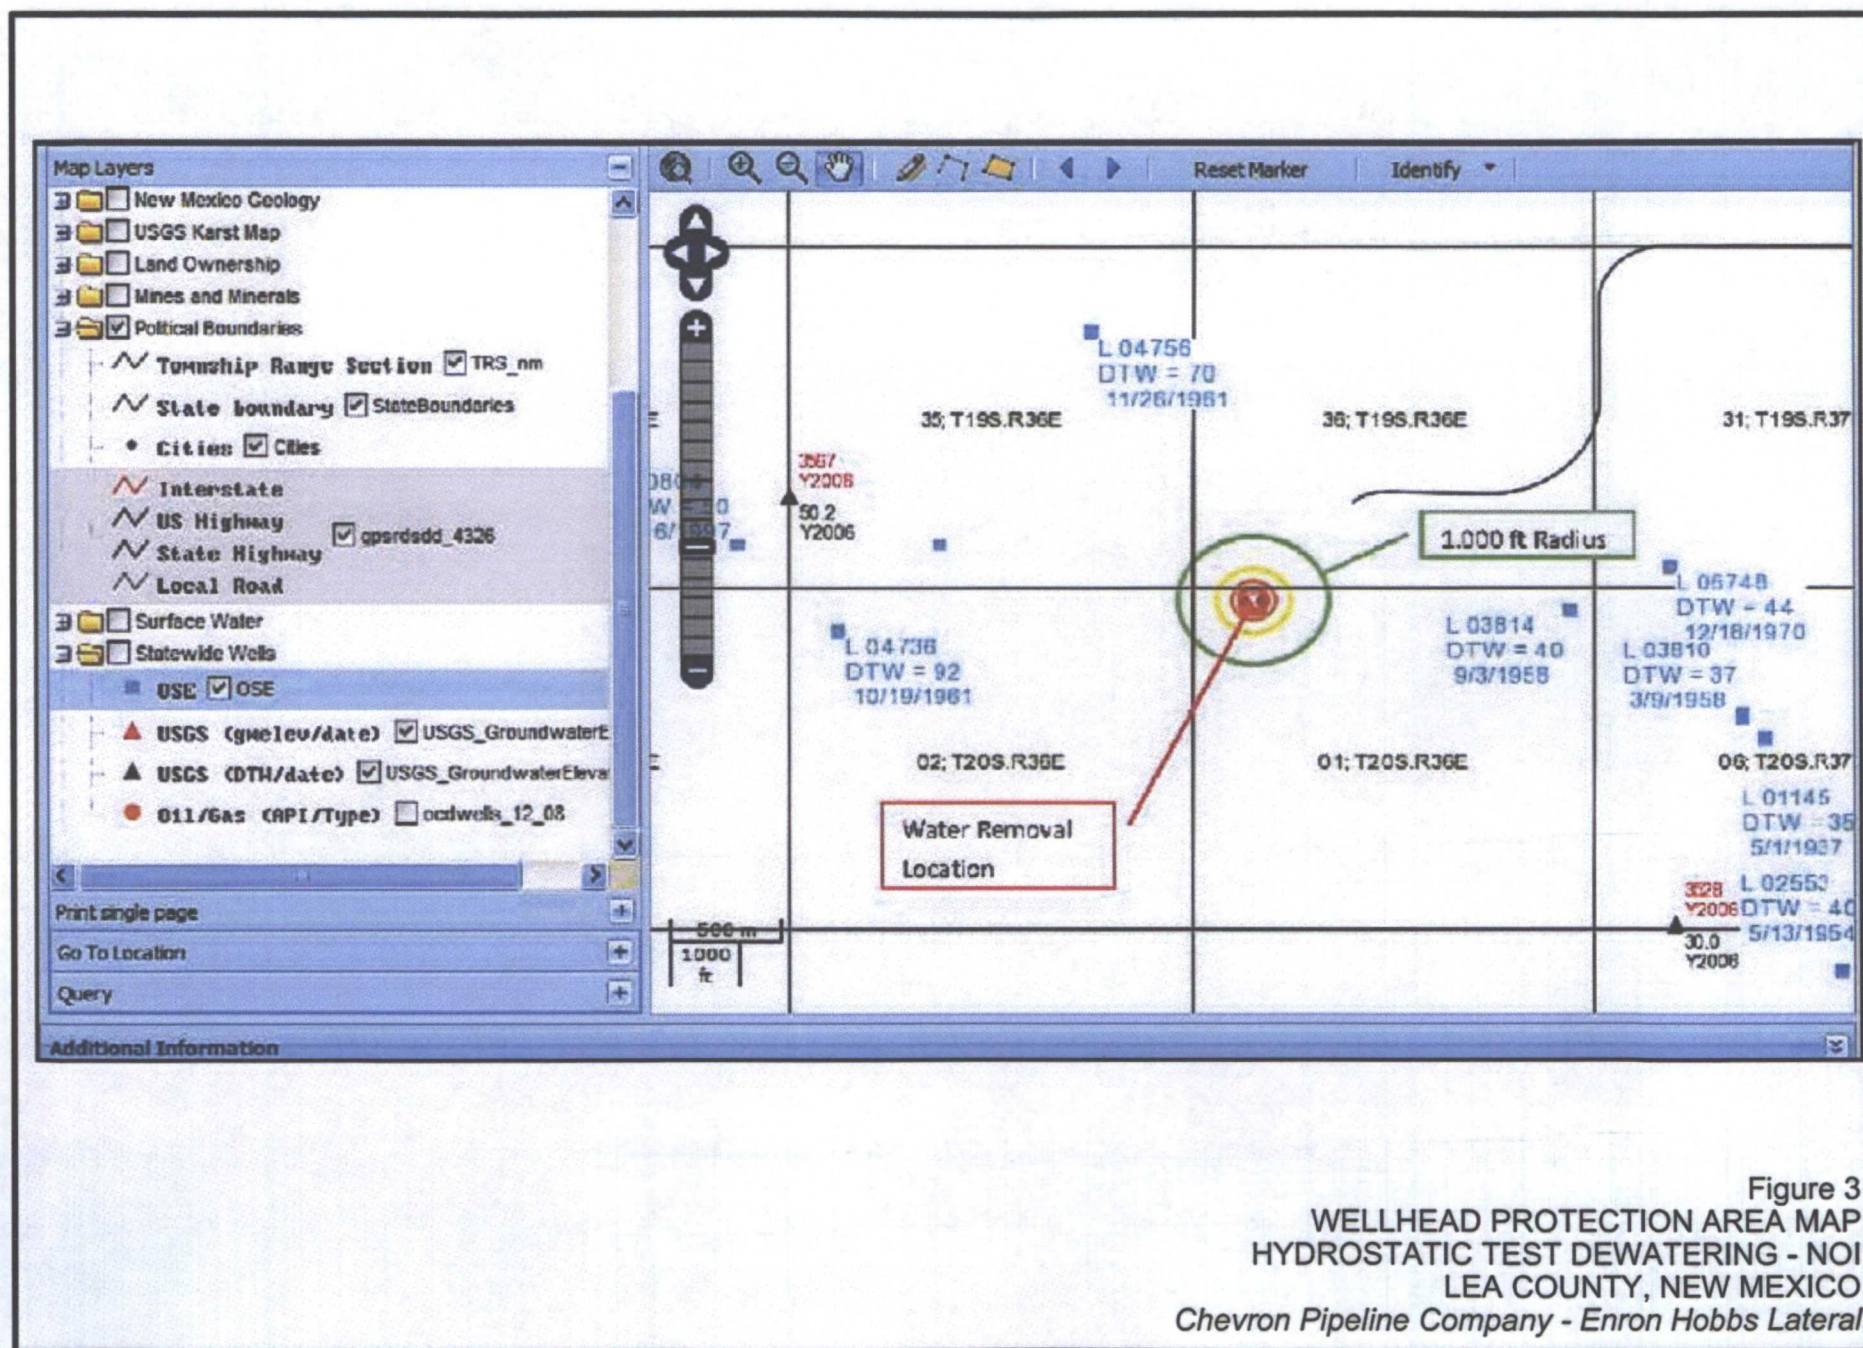 Map Layers
New Mexico Geology
USGS Karst Map
Land Ownership
Mines and Minerals
Political Boundaries
Township Range Section TRS_nm
State boundary StateBoundaries
Cities Cities
Interstate
US Highway
State Highway
Local Road
gpsrdsdd_4326
Surface Water
Statewide Wells
OSE OSE
USGS (gwelev/date) USGS_GroundwaterE
USGS (DTW/date) USGS_GroundwaterEleva
Oil/Gas (API/Type) ocdwells_12_08
Print single page
Go To Location
Query
Additional Information
Reset Marker
Identify
L 04756
DTW = 70
11/26/1961
35; T19S.R36E
36; T19S.R36E
31; T19S.R37
3567
Y2006
50.2
Y2006
1.000 ft Radius
L 04736
DTW = 92
10/19/1961
L 03814
DTW = 40
9/3/1958
L 06748
DTW = 44
12/18/1970
L 03810
DTW = 37
3/9/1958
02; T20S.R36E
01; T20S.R36E
06; T20S.R37
Water Removal
Location
L 01145
DTW = 35
5/1/1937
3528
Y2006
L 02553
DTW = 40
5/13/1954
30.0
Y2006
500 m
1000
ft
Figure 3
WELLHEAD PROTECTION AREA MAP
HYDROSTATIC TEST DEWATERING - NOI
LEA COUNTY, NEW MEXICO
Chevron Pipeline Company - Enron Hobbs Lateral